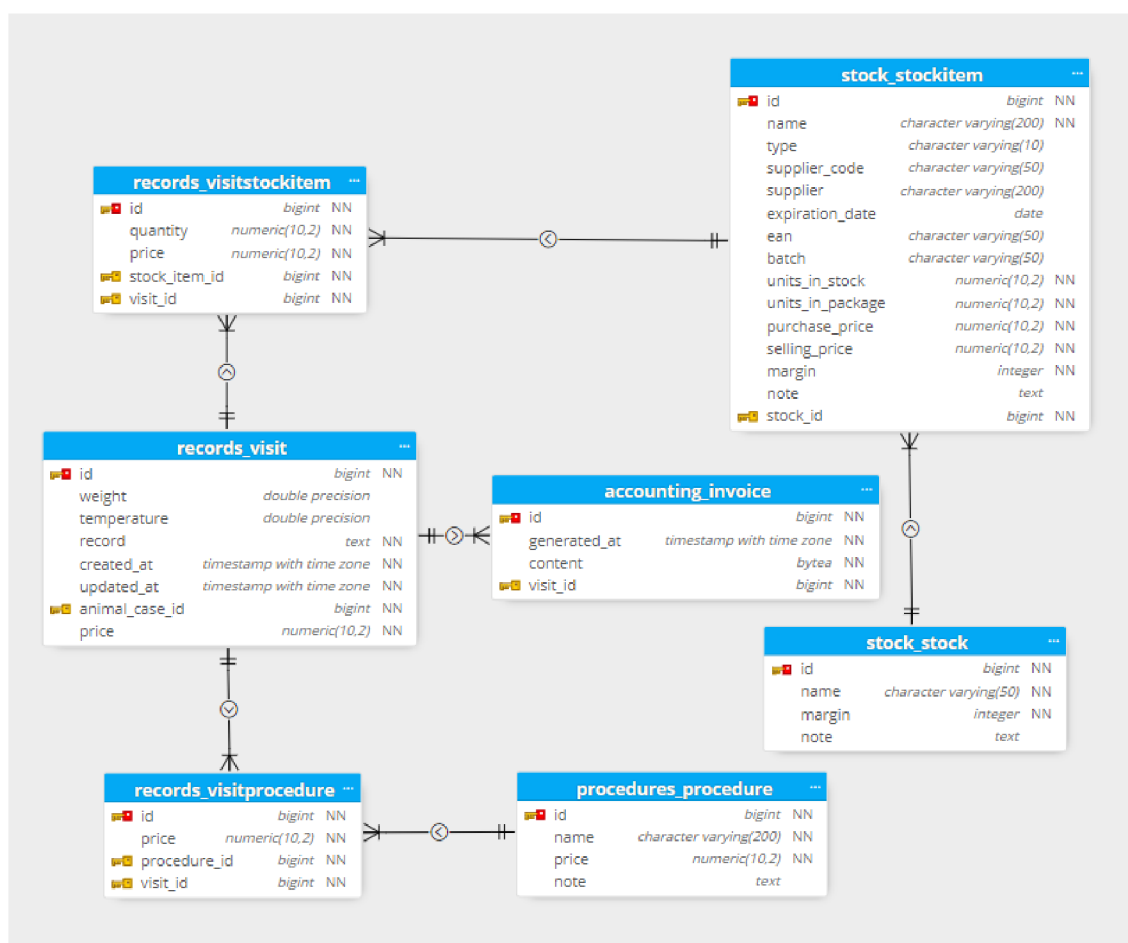 stock_stockitem ...
id bigint NN
name character varying(200) NN
type character varying(10)
supplier_code character varying(50)
supplier character varying(200)
expiration_date date
ean character varying(50)
batch character varying(50)
units_in_stock numeric(10,2) NN
units_in_package numeric(10,2) NN
purchase_price numeric(10,2) NN
selling_price numeric(10,2) NN
margin integer NN
note text
stock_id bigint NN
records_visitstockitem ...
id bigint NN
quantity numeric(10,2) NN
price numeric(10,2) NN
stock_item_id bigint NN
visit_id bigint NN
records_visit ...
id bigint NN
weight double precision
temperature double precision
record text NN
created_at timestamp with time zone NN
updated_at timestamp with time zone NN
animal_case_id bigint NN
price numeric(10,2) NN
accounting_invoice ...
id bigint NN
generated_at timestamp with time zone NN
content bytea NN
visit_id bigint NN
stock_stock ...
id bigint NN
name character varying(50) NN
margin integer NN
note text
records_visitprocedure ...
id bigint NN
price numeric(10,2) NN
procedure_id bigint NN
visit_id bigint NN
procedures_procedure ...
id bigint NN
name character varying(200) NN
price numeric(10,2) NN
note text